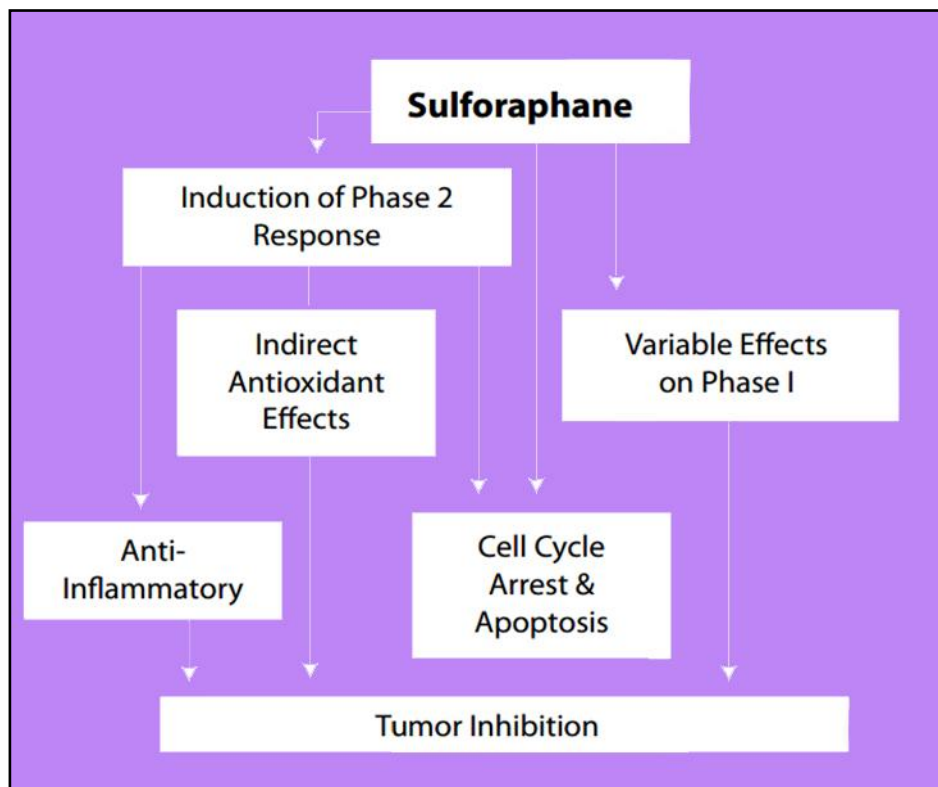 Sulforaphane
Induction of Phase 2
Response
Indirect
Antioxidant
Effects
Variable Effects
on Phase I
Anti-
Inflammatory
Cell Cycle
Arrest &
Apoptosis
Tumor Inhibition